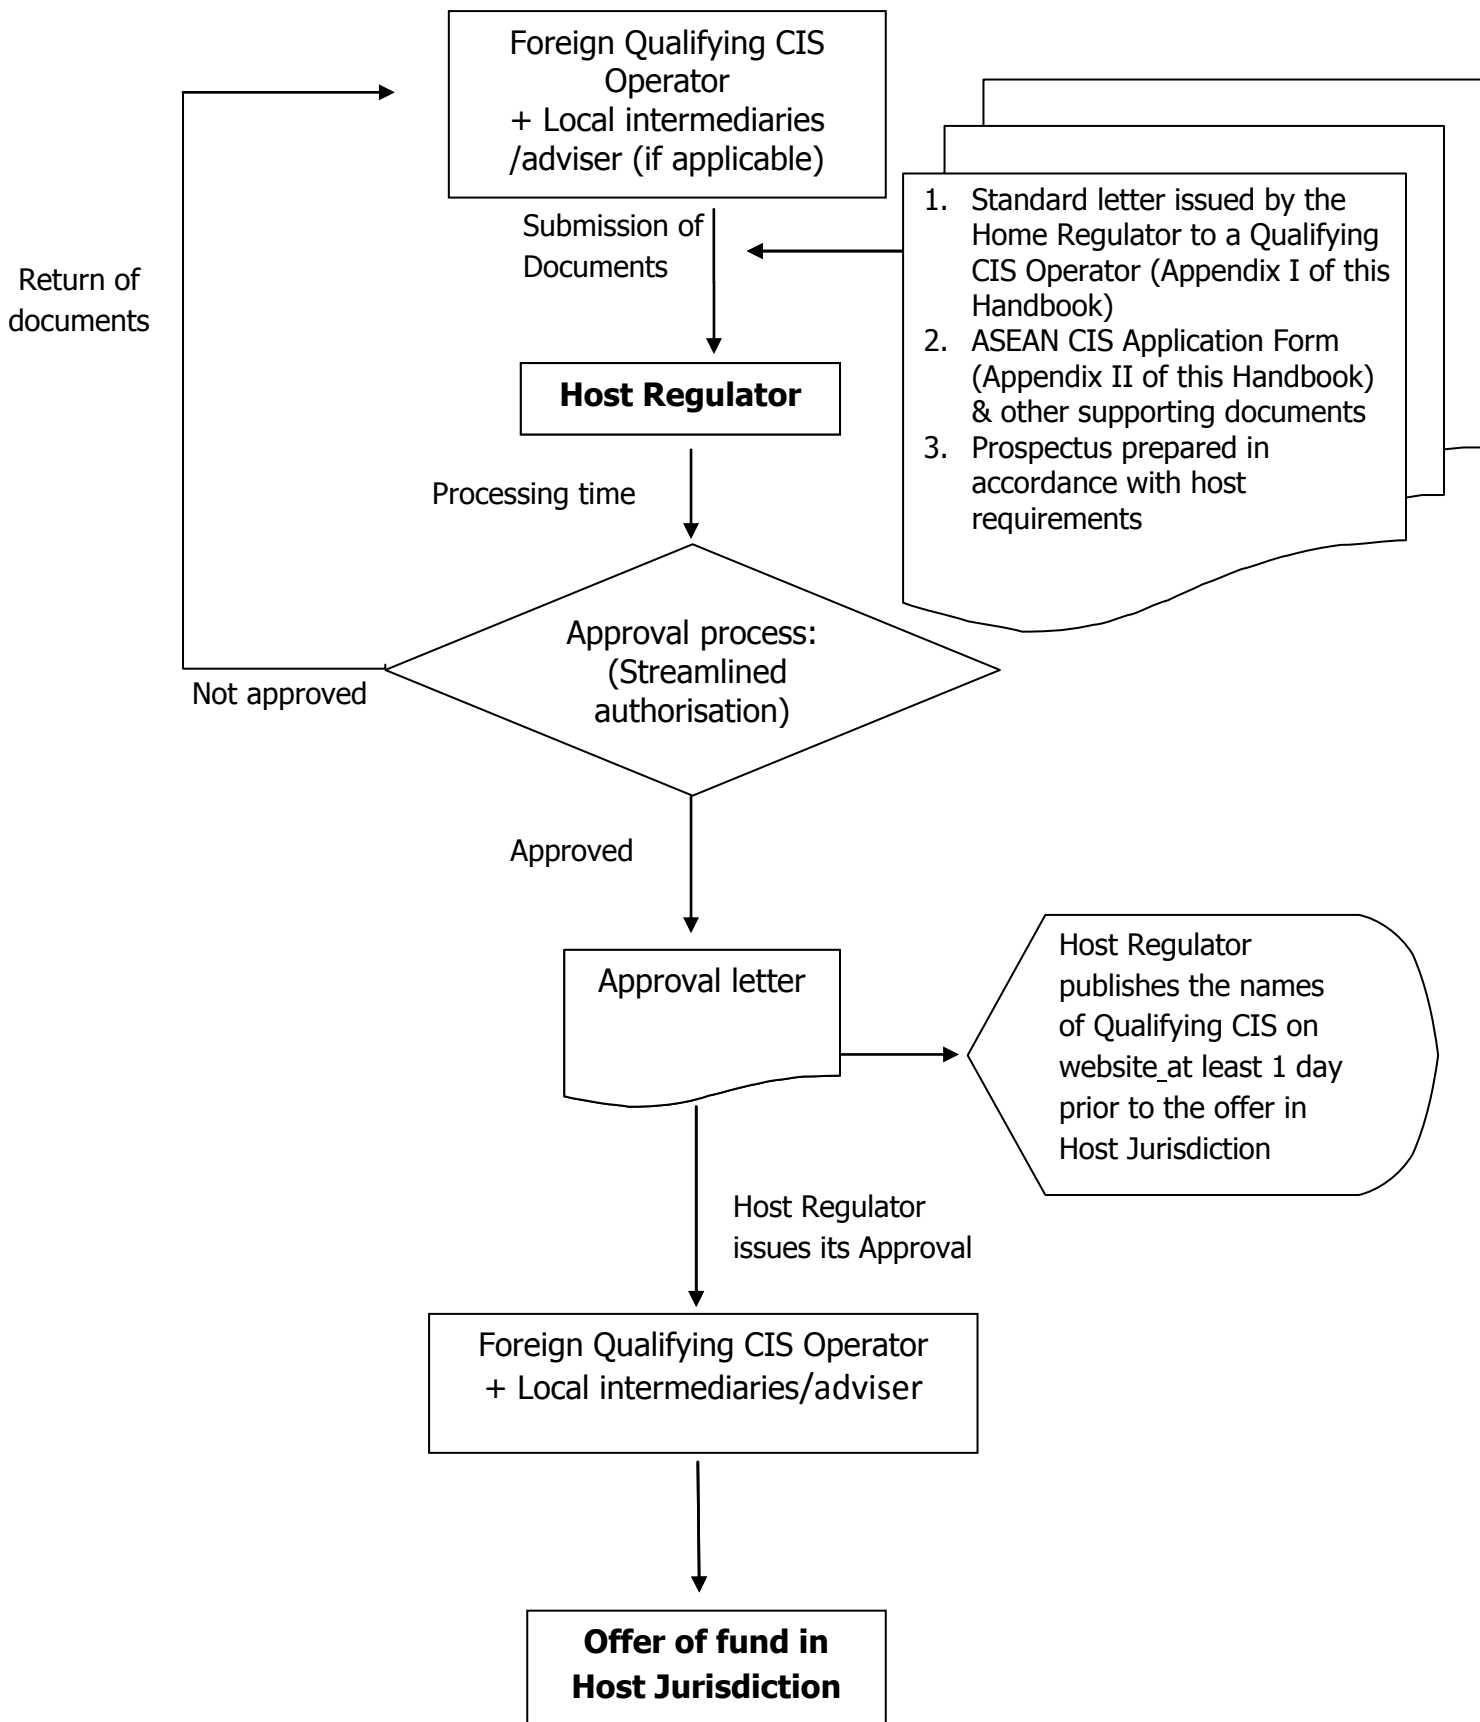 Foreign Qualifying CIS
Operator
+ Local intermediaries
/adviser (if applicable)
Submission of
Documents
1. Standard letter issued by the
Home Regulator to a Qualifying
CIS Operator (Appendix I of this
Handbook)
2. ASEAN CIS Application Form
(Appendix II of this Handbook)
& other supporting documents
3. Prospectus prepared in
accordance with host
requirements
Return of
documents
Host Regulator
Processing time
Approval process:
(Streamlined
authorisation)
Not approved
Approved
Approval letter
Host Regulator
publishes the names
of Qualifying CIS on
website at least 1 day
prior to the offer in
Host Jurisdiction
Host Regulator
issues its Approval
Foreign Qualifying CIS Operator
+ Local intermediaries/adviser
Offer of fund in
Host Jurisdiction